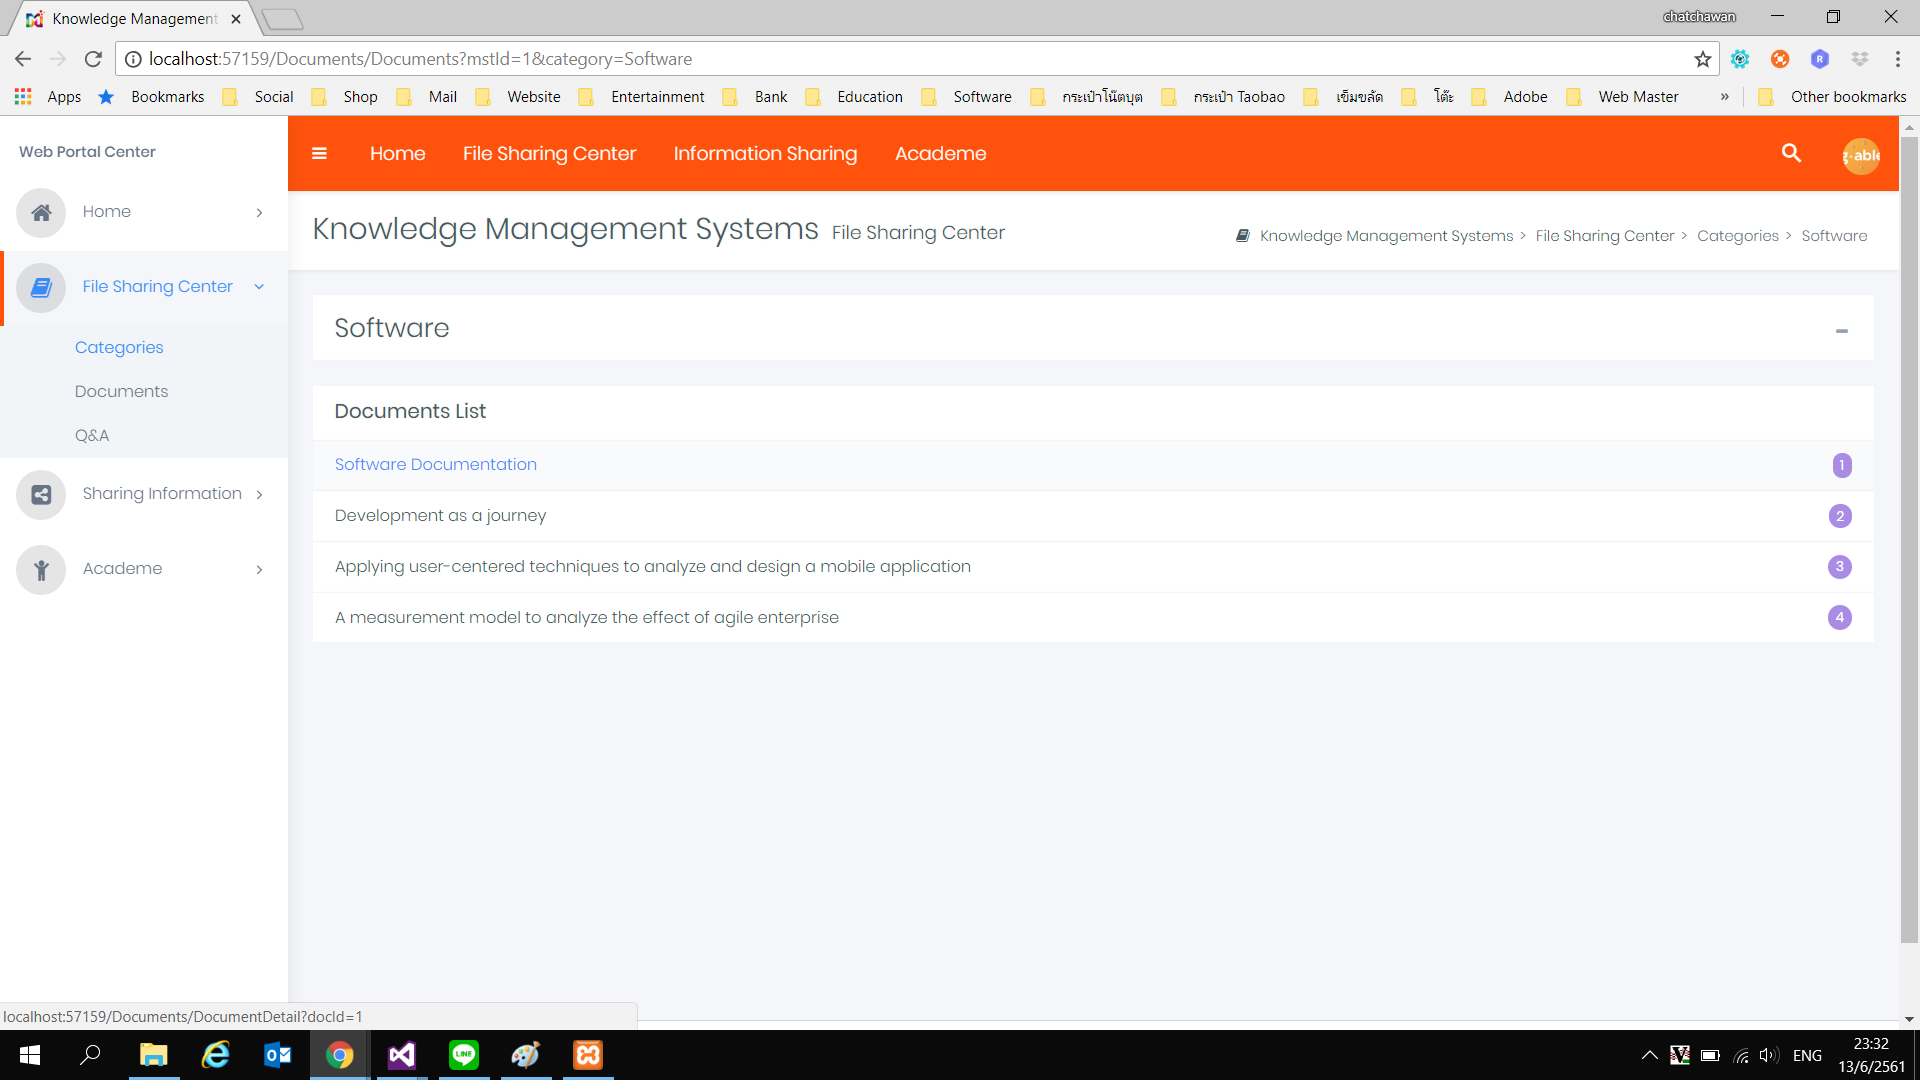 Knowledge Management
chatchawan
localhost:57159/Documents/Documents?mstId=1&category=Software
Apps Bookmarks Social Shop Mail Website Entertainment Bank Education Software กระเป๋าโน๊ตบุต กระเป๋า Taobao เข็มขลัด โต๊ะ Adobe Web Master » Other bookmarks
Web Portal Center
Home
File Sharing Center
Categories
Documents
Q&A
Sharing Information
Academe
Home File Sharing Center Information Sharing Academe
g·able
Knowledge Management Systems File Sharing Center
Knowledge Management Systems > File Sharing Center > Categories > Software
Software
Documents List
Software Documentation 1
Development as a journey 2
Applying user-centered techniques to analyze and design a mobile application 3
A measurement model to analyze the effect of agile enterprise 4
localhost:57159/Documents/DocumentDetail?docId=1
LINE
ENG
23:32
13/6/2561